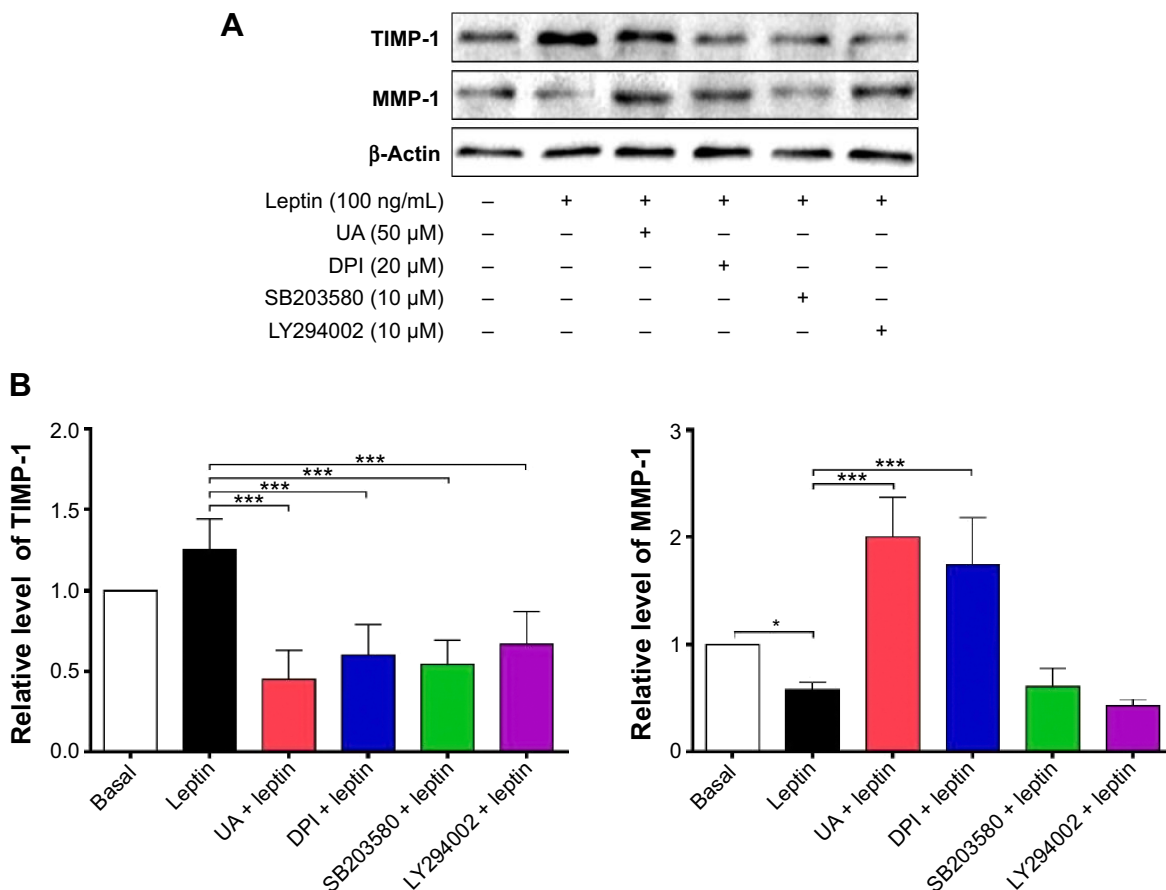 A
TIMP-1
MMP-1
β-Actin
Leptin (100 ng/mL) – + + + + +
UA (50 µM) – – + – – –
DPI (20 µM) – – – + – –
SB203580 (10 µM) – – – – + –
LY294002 (10 µM) – – – – – +
B
Relative level of TIMP-1
2.0
1.5
1.0
0.5
0.0
***
***
***
***
Basal
Leptin
UA + leptin
DPI + leptin
SB203580 + leptin
LY294002 + leptin
Relative level of MMP-1
3
2
1
0
***
***
*
Basal
Leptin
UA + leptin
DPI + leptin
SB203580 + leptin
LY294002 + leptin